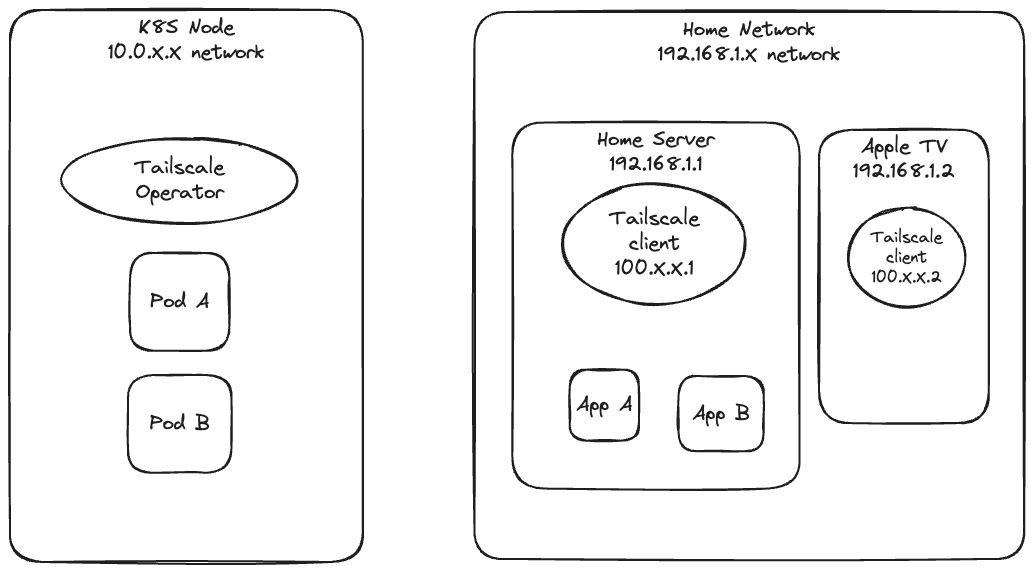 K8S Node
10.0.x.x network
Tailscale
Operator
Pod A
Pod B
Home Network
192.168.1.x network
Home Server
192.168.1.1
Tailscale
client
100.x.x.1
App A
App B
Apple TV
192.168.1.2
Tailscale
client
100.x.x.2